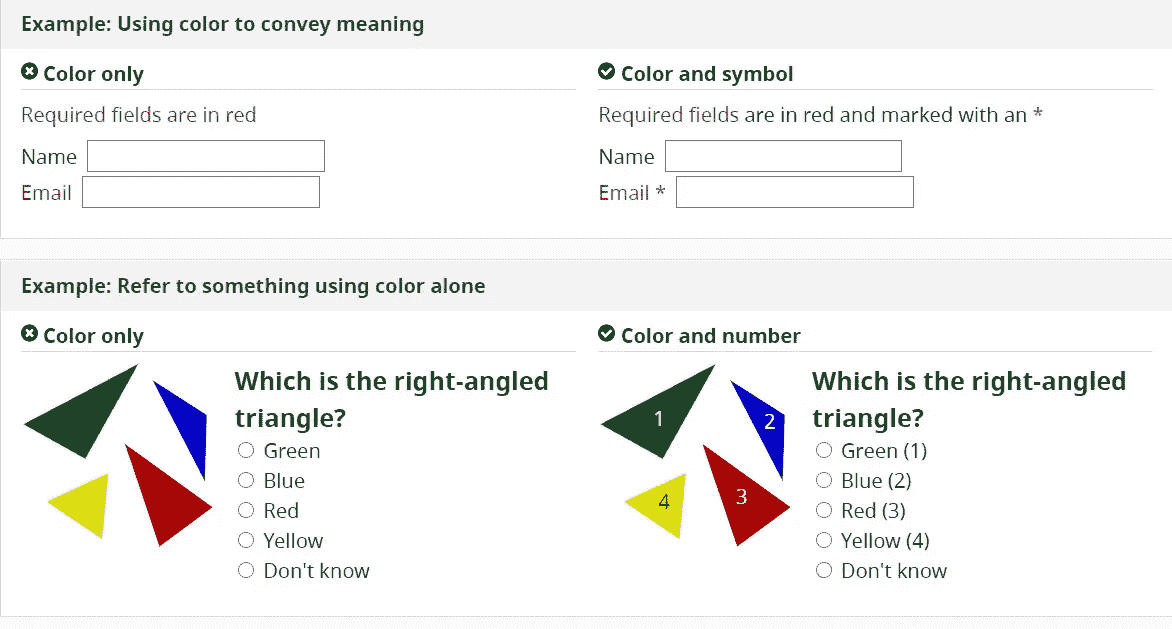 Example: Using color to convey meaning
Color only
Required fields are in red
Name
Email
Color and symbol
Required fields are in red and marked with an *
Name
Email *
Example: Refer to something using color alone
Color only
Which is the right-angled
triangle?
Green
Blue
Red
Yellow
Don't know
Color and number
1
2
3
4
Which is the right-angled
triangle?
Green (1)
Blue (2)
Red (3)
Yellow (4)
Don't know